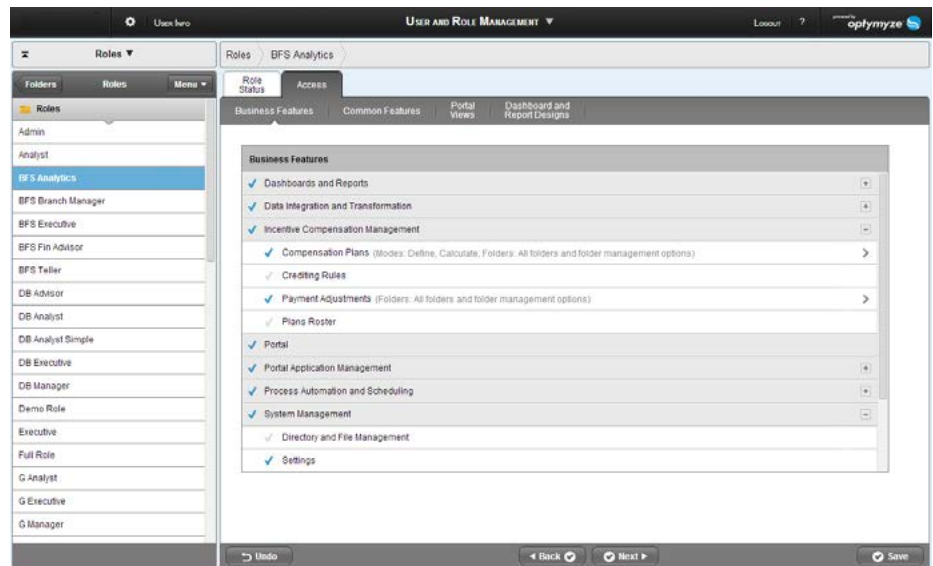 User Info
User and Role Management ▼
Logout ?
powered by
optymyze
Roles ▼
Roles BFS Analytics
Folders Roles Menu
Role
Status
Access
Business Features Common Features Portal
Views Dashboard and
Report Designs
Roles
Admin
Analyst
BFS Analytics
BFS Branch Manager
BFS Executive
BFS Fin Advisor
BFS Teller
DB Advisor
DB Analyst
DB Analyst Simple
DB Executive
DB Manager
Demo Role
Executive
Full Role
G Analyst
G Executive
G Manager
Business Features
Dashboards and Reports
Data Integration and Transformation
Incentive Compensation Management
Compensation Plans (Modes: Define, Calculate, Folders: All folders and folder management options)
Crediting Rules
Payment Adjustments (Folders: All folders and folder management options)
Plans Roster
Portal
Portal Application Management
Process Automation and Scheduling
System Management
Directory and File Management
Settings
Undo
Back Next
Save